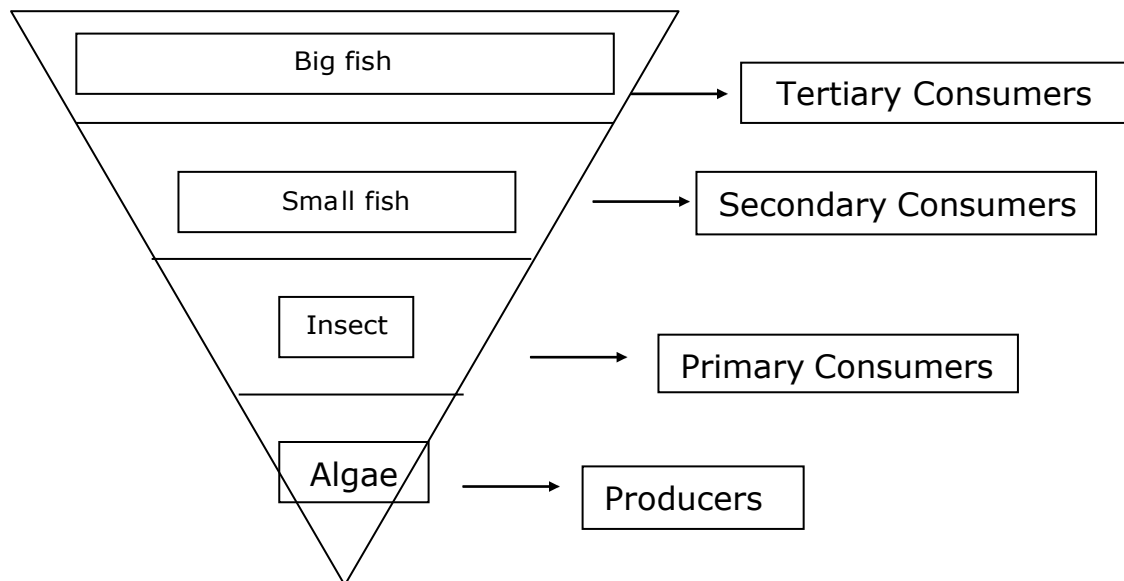 Big fish
Tertiary Consumers
Small fish
Secondary Consumers
Insect
Primary Consumers
Algae
Producers